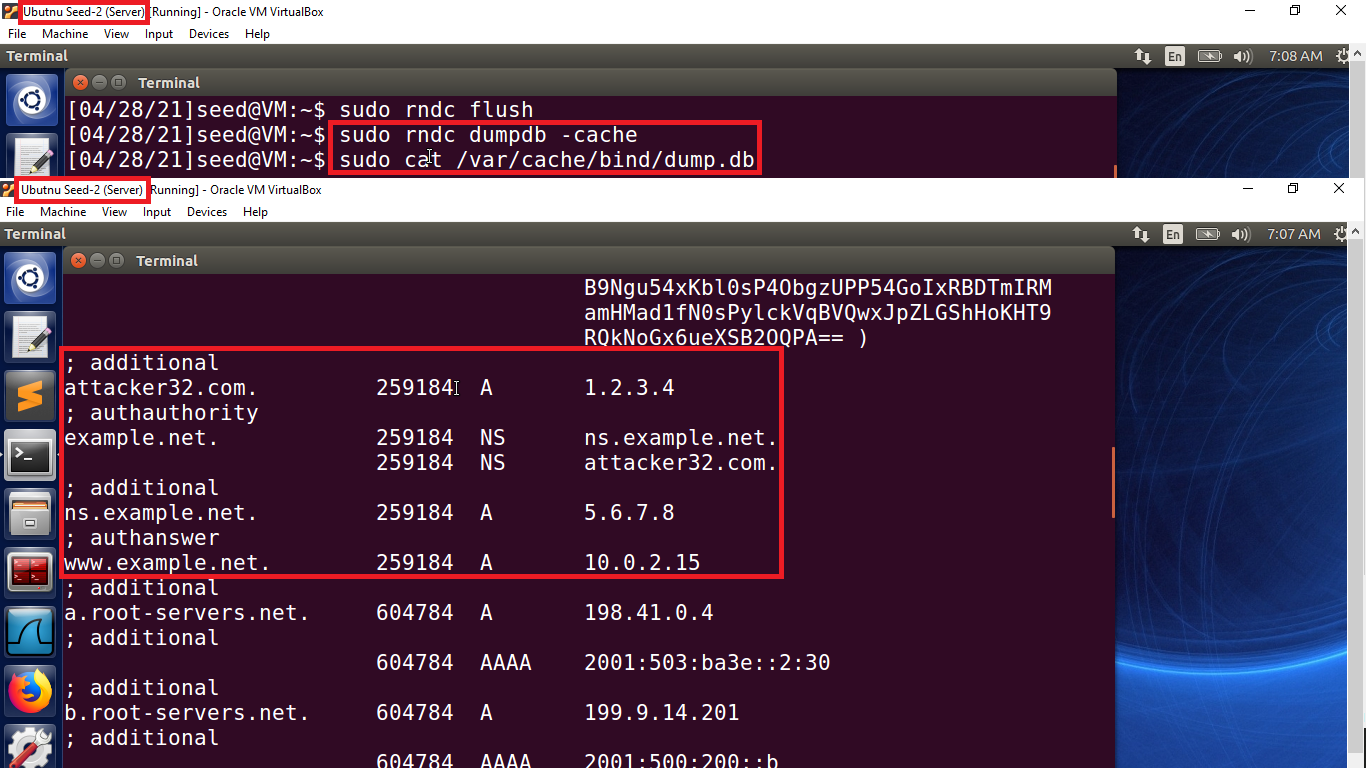 Ubutnu Seed-2 (Server) [Running] - Oracle VM VirtualBox
File Machine View Input Devices Help
Terminal En 7:08 AM
Terminal
[04/28/21]seed@VM:~$ sudo rndc flush
[04/28/21]seed@VM:~$ sudo rndc dumpdb -cache
[04/28/21]seed@VM:~$ sudo cat /var/cache/bind/dump.db
Ubutnu Seed-2 (Server) [Running] - Oracle VM VirtualBox
File Machine View Input Devices Help
Terminal En 7:07 AM
Terminal
B9Ngu54xKbl0sP4ObgzUPP54GoIxRBDTmIRM
amHMad1fN0sPylckVqBVQwxJpZLGShHoKHT9
RQkNoGx6ueXSB2OQPA== )
; additional
attacker32.com. 259184 A 1.2.3.4
; authauthority
example.net. 259184 NS ns.example.net.
259184 NS attacker32.com.
; additional
ns.example.net. 259184 A 5.6.7.8
; authanswer
www.example.net. 259184 A 10.0.2.15
; additional
a.root-servers.net. 604784 A 198.41.0.4
; additional
604784 AAAA 2001:503:ba3e::2:30
; additional
b.root-servers.net. 604784 A 199.9.14.201
; additional
604784 AAAA 2001:500:200::b